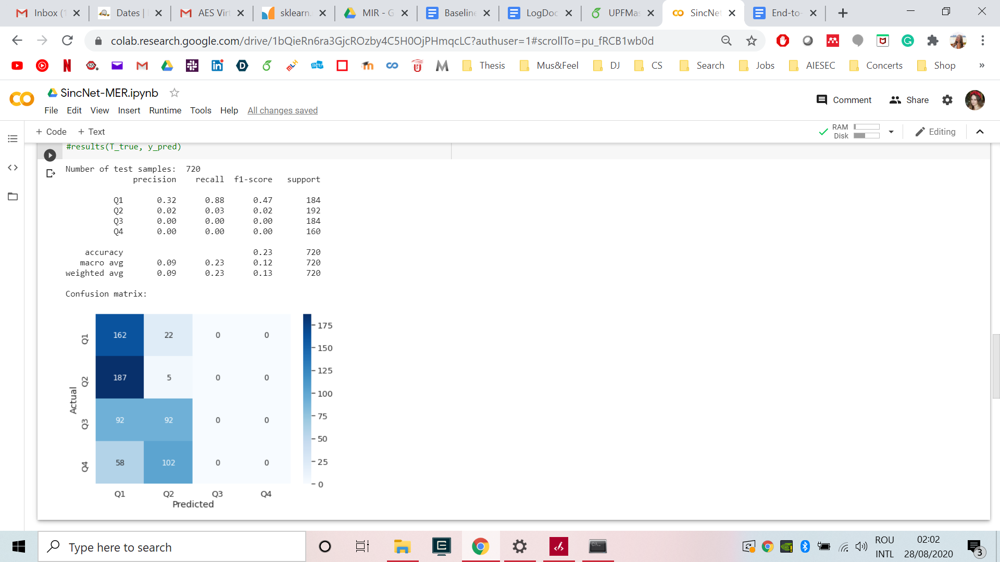 Inbox (1
Dates |
AES Virt
sklearn.
MIR - G
Baseline
LogDoc
UPFMas
SincNet
End-to-
colab.research.google.com/drive/1bQieRn6ra3GjcROzby4C5H0OjPHmqcLC?authuser=1#scrollTo=pu_fRCB1wb0d
Thesis
Mus&Feel
DJ
CS
Search
Jobs
AIESEC
Concerts
Shop
»
SincNet-MER.ipynb
Comment
Share
File Edit View Insert Runtime Tools Help All changes saved
+ Code + Text
RAM
Disk
Editing
#results(T_true, y_pred)
Number of test samples: 720
precision recall f1-score support
Q1 0.32 0.88 0.47 184
Q2 0.02 0.03 0.02 192
Q3 0.00 0.00 0.00 184
Q4 0.00 0.00 0.00 160
accuracy 0.23 720
macro avg 0.09 0.23 0.12 720
weighted avg 0.09 0.23 0.13 720
Confusion matrix:
Actual
Q1 162 22 0 0
Q2 187 5 0 0
Q3 92 92 0 0
Q4 58 102 0 0
Q1 Q2 Q3 Q4
Predicted
175
150
125
100
75
50
25
0
Type here to search
ROU
INTL
02:02
28/08/2020
3